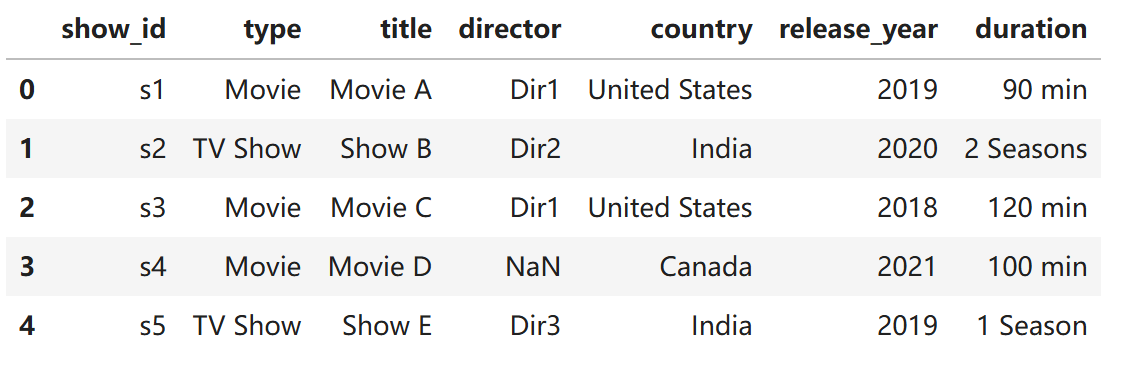 show_id type title director country release_year duration
0 s1 Movie Movie A Dir1 United States 2019 90 min
1 s2 TV Show Show B Dir2 India 2020 2 Seasons
2 s3 Movie Movie C Dir1 United States 2018 120 min
3 s4 Movie Movie D NaN Canada 2021 100 min
4 s5 TV Show Show E Dir3 India 2019 1 Season